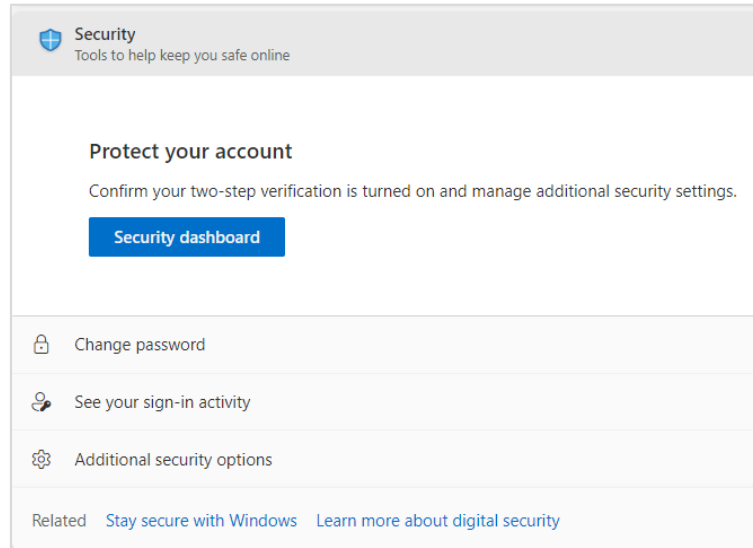 Security
Tools to help keep you safe online
Protect your account
Confirm your two-step verification is turned on and manage additional security settings.
Security dashboard
Change password
See your sign-in activity
Additional security options
Related Stay secure with Windows Learn more about digital security